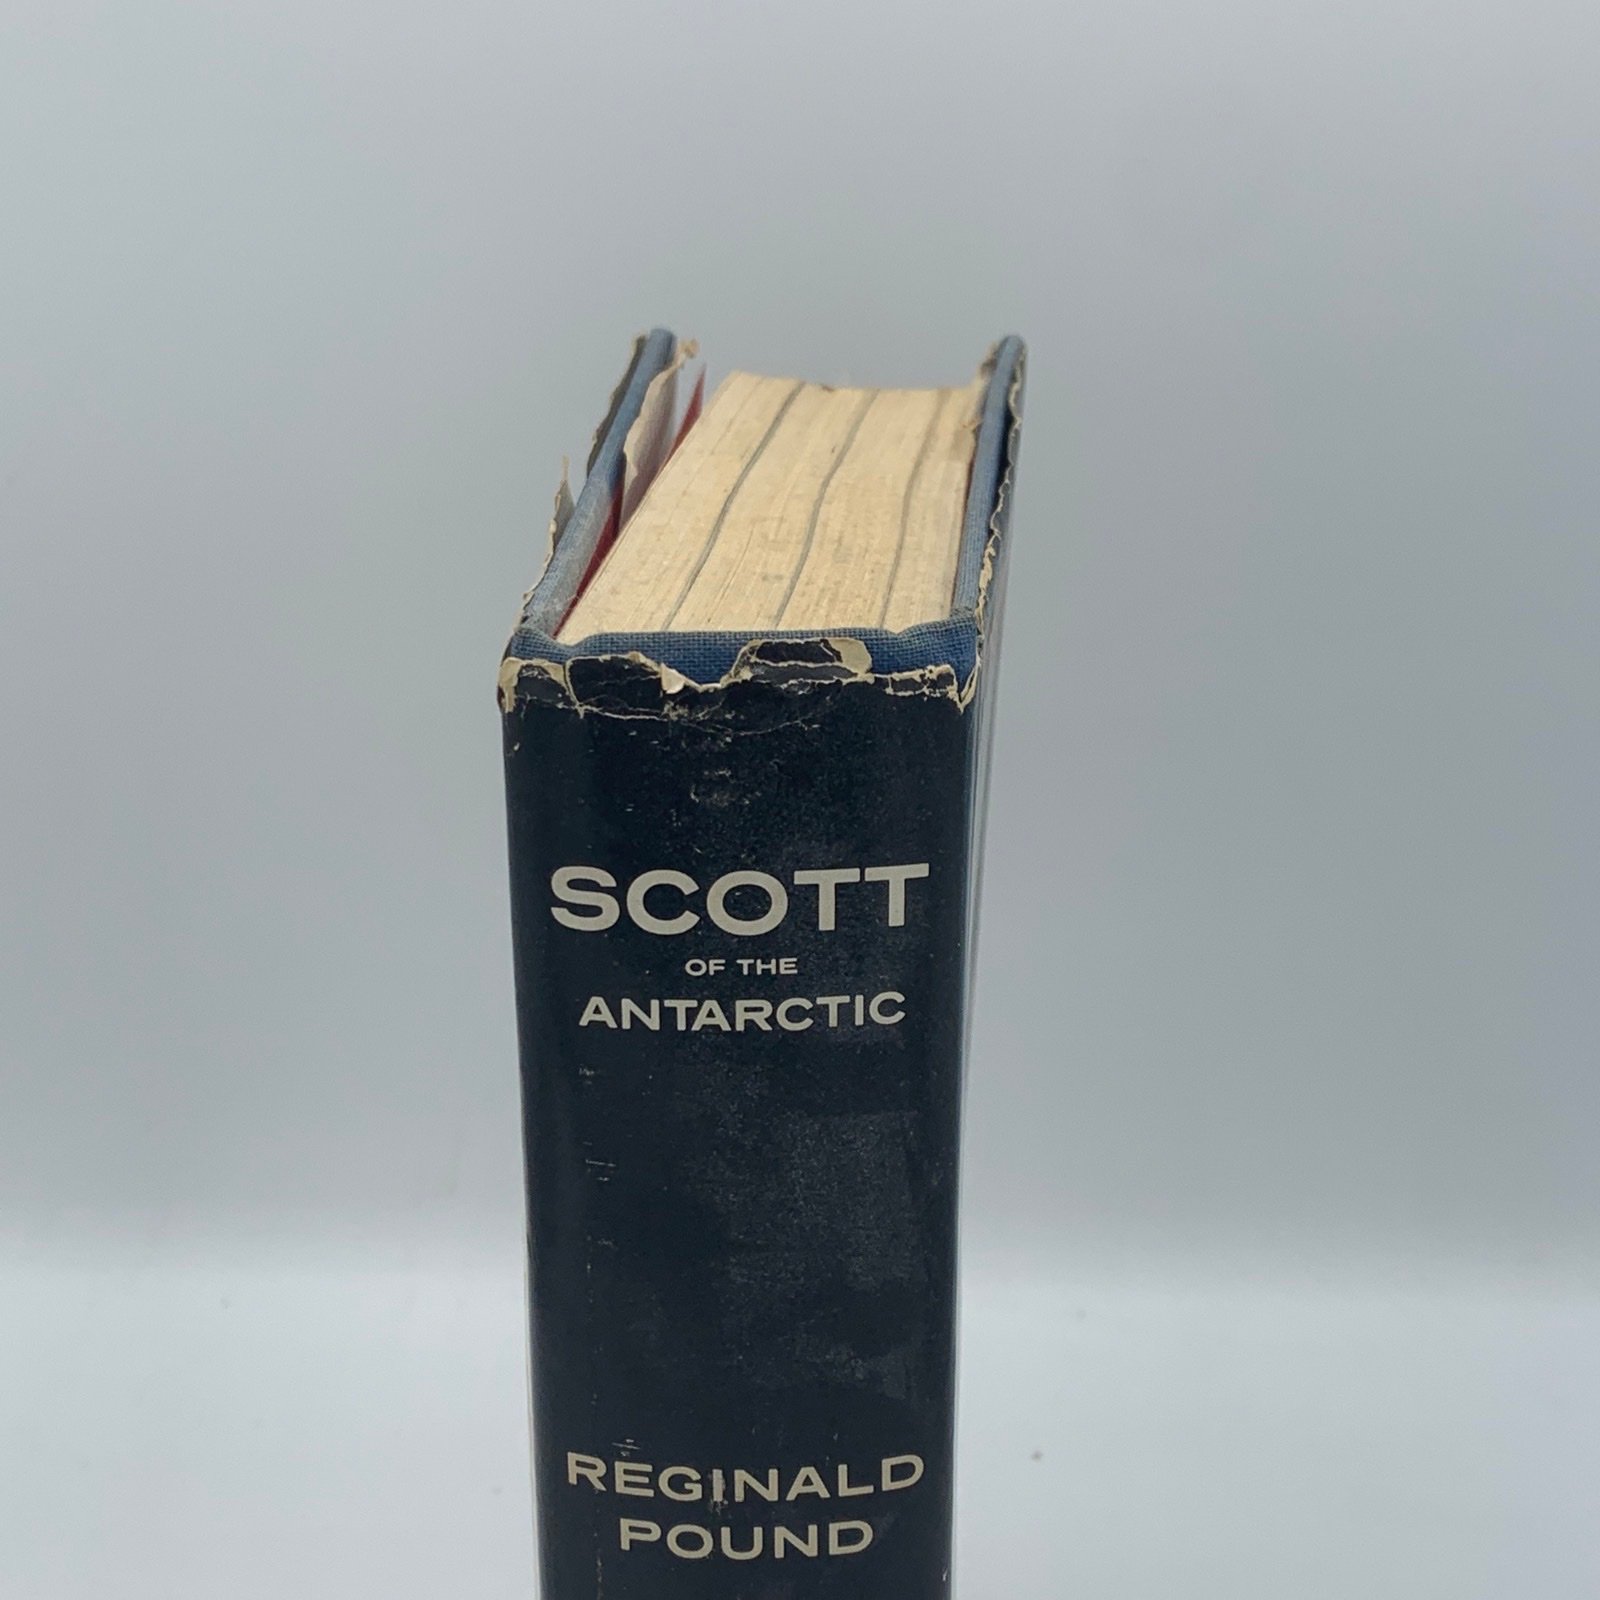 SCOTT
OF THE
ANTARCTIC
REGINALD
POUND